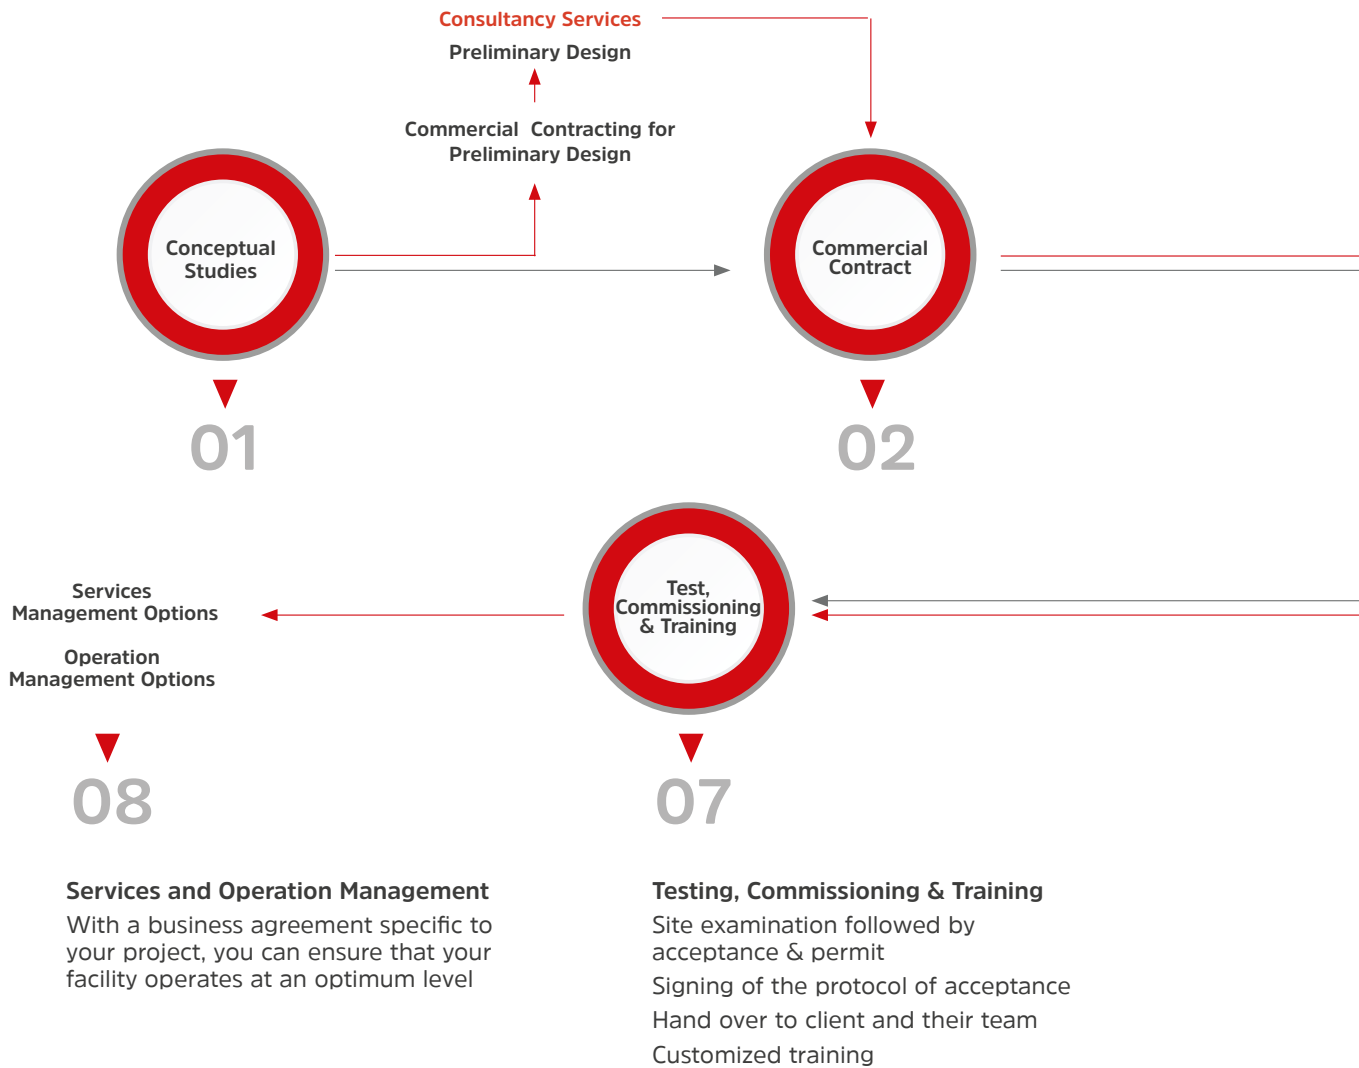 Consultancy Services
Preliminary Design
Commercial Contracting for
Preliminary Design
Conceptual
Studies
Commercial
Contract
01
02
Test,
Commissioning
& Training
Services
Management Options
Operation
Management Options
08
07
Services and Operation Management
With a business agreement specific to
your project, you can ensure that your
facility operates at an optimum level
Testing, Commissioning & Training
Site examination followed by
acceptance & permit
Signing of the protocol of acceptance
Hand over to client and their team
Customized training